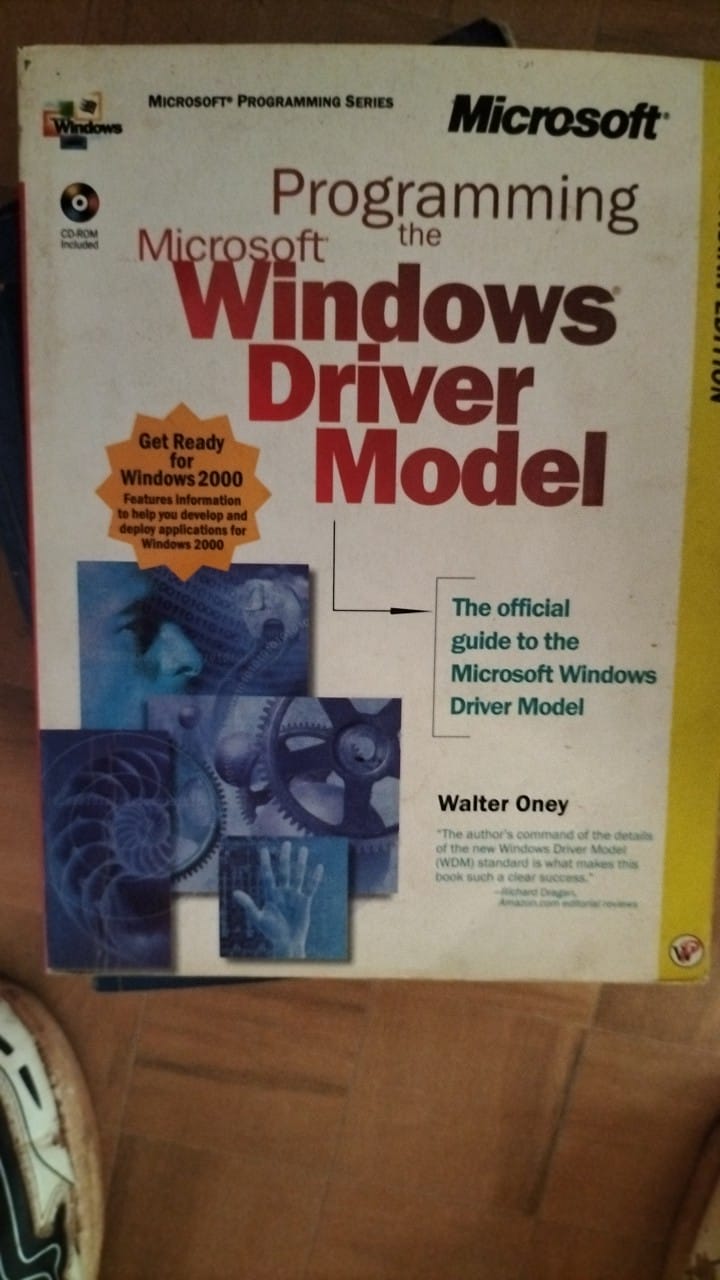 Windows
MICROSOFT® PROGRAMMING SERIES
Microsoft®
CD-ROM
Included
Programming
the
Microsoft®
Windows®
Driver
Model
Get Ready
for
Windows 2000
Features information
to help you develop and
deploy applications for
Windows 2000
The official
guide to the
Microsoft Windows
Driver Model
Walter Oney
"The author's command of the details
of the new Windows Driver Model
(WDM) standard is what makes this
book such a clear success."
—Richard Dragan,
Amazon.com editorial reviews